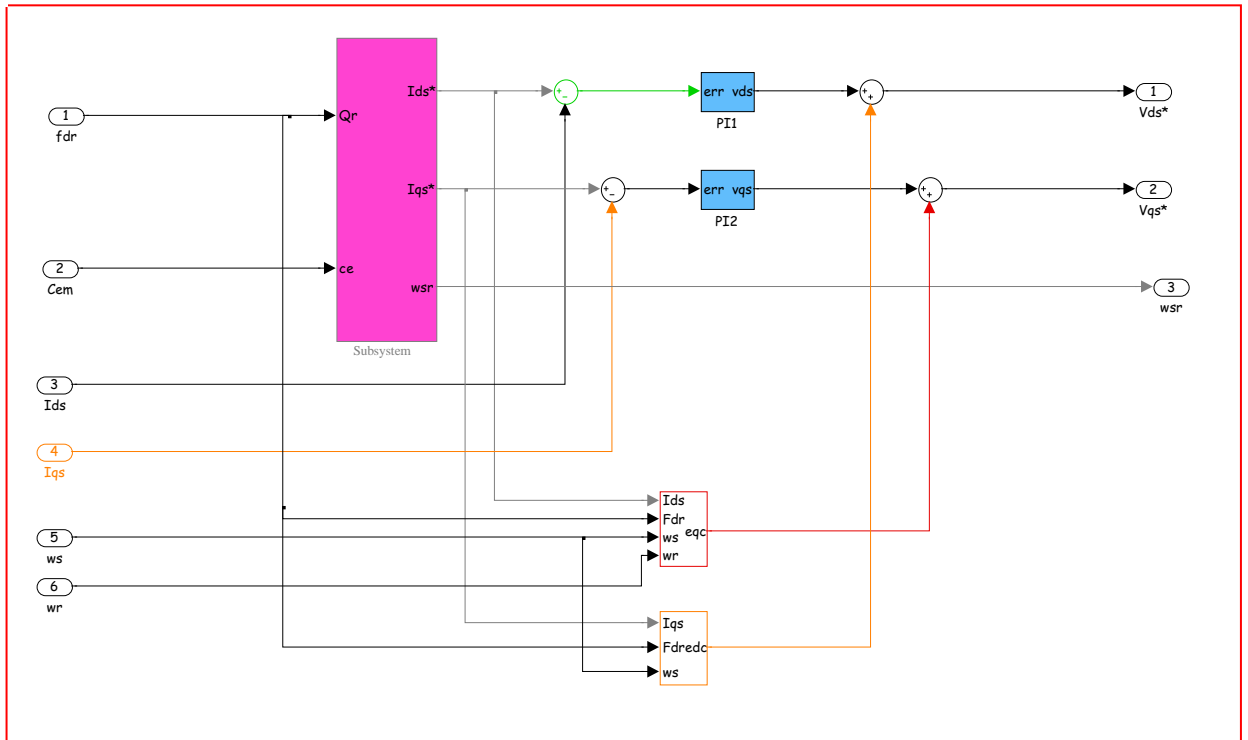 Ids*
+
-
err vds
PI1
+
+
1
Vds*
1
fdr
Qr
Iqs*
+
-
err vqs
PI2
+
+
2
Vqs*
2
Cem
ce
wsr
3
wsr
Subsystem
3
Ids
4
Iqs
Ids
Fdr
eqc
ws
wr
5
ws
6
wr
Iqs
Fdredc
ws